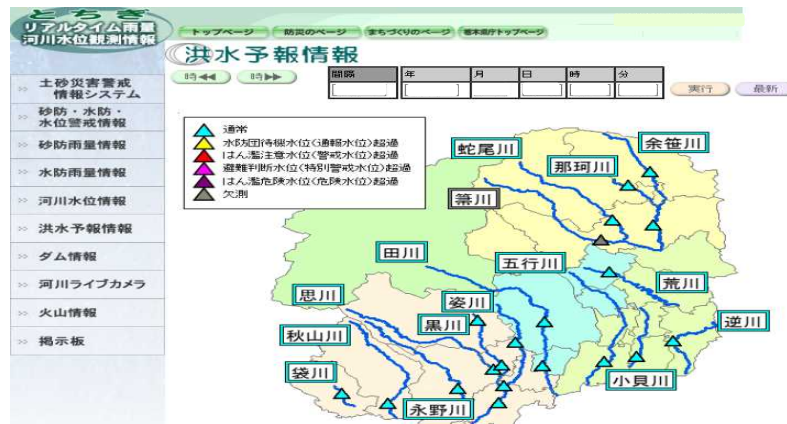 とちぎ
リアルタイム雨量
河川水位観測情報
トップページ
防災のページ
まちづくりのページ
栃木県庁トップページ
洪水予報情報
8時◀◀
8時▶▶
間隔
年
月
日
時
分
実行
最新
土砂災害警戒
情報システム
砂防・水防・
水位警戒情報
砂防雨量情報
水防雨量情報
河川水位情報
洪水予報情報
ダム情報
河川ライブカメラ
火山情報
掲示板
通常
水防団待機水位(通報水位)超過
はん濫注意水位(警戒水位)超過
避難判断水位(特別警戒水位)超過
はん濫危険水位(危険水位)超過
欠測
余笹川
蛇尾川
那珂川
箒川
田川
五行川
荒川
思川
姿川
黒川
逆川
秋山川
袋川
小貝川
永野川